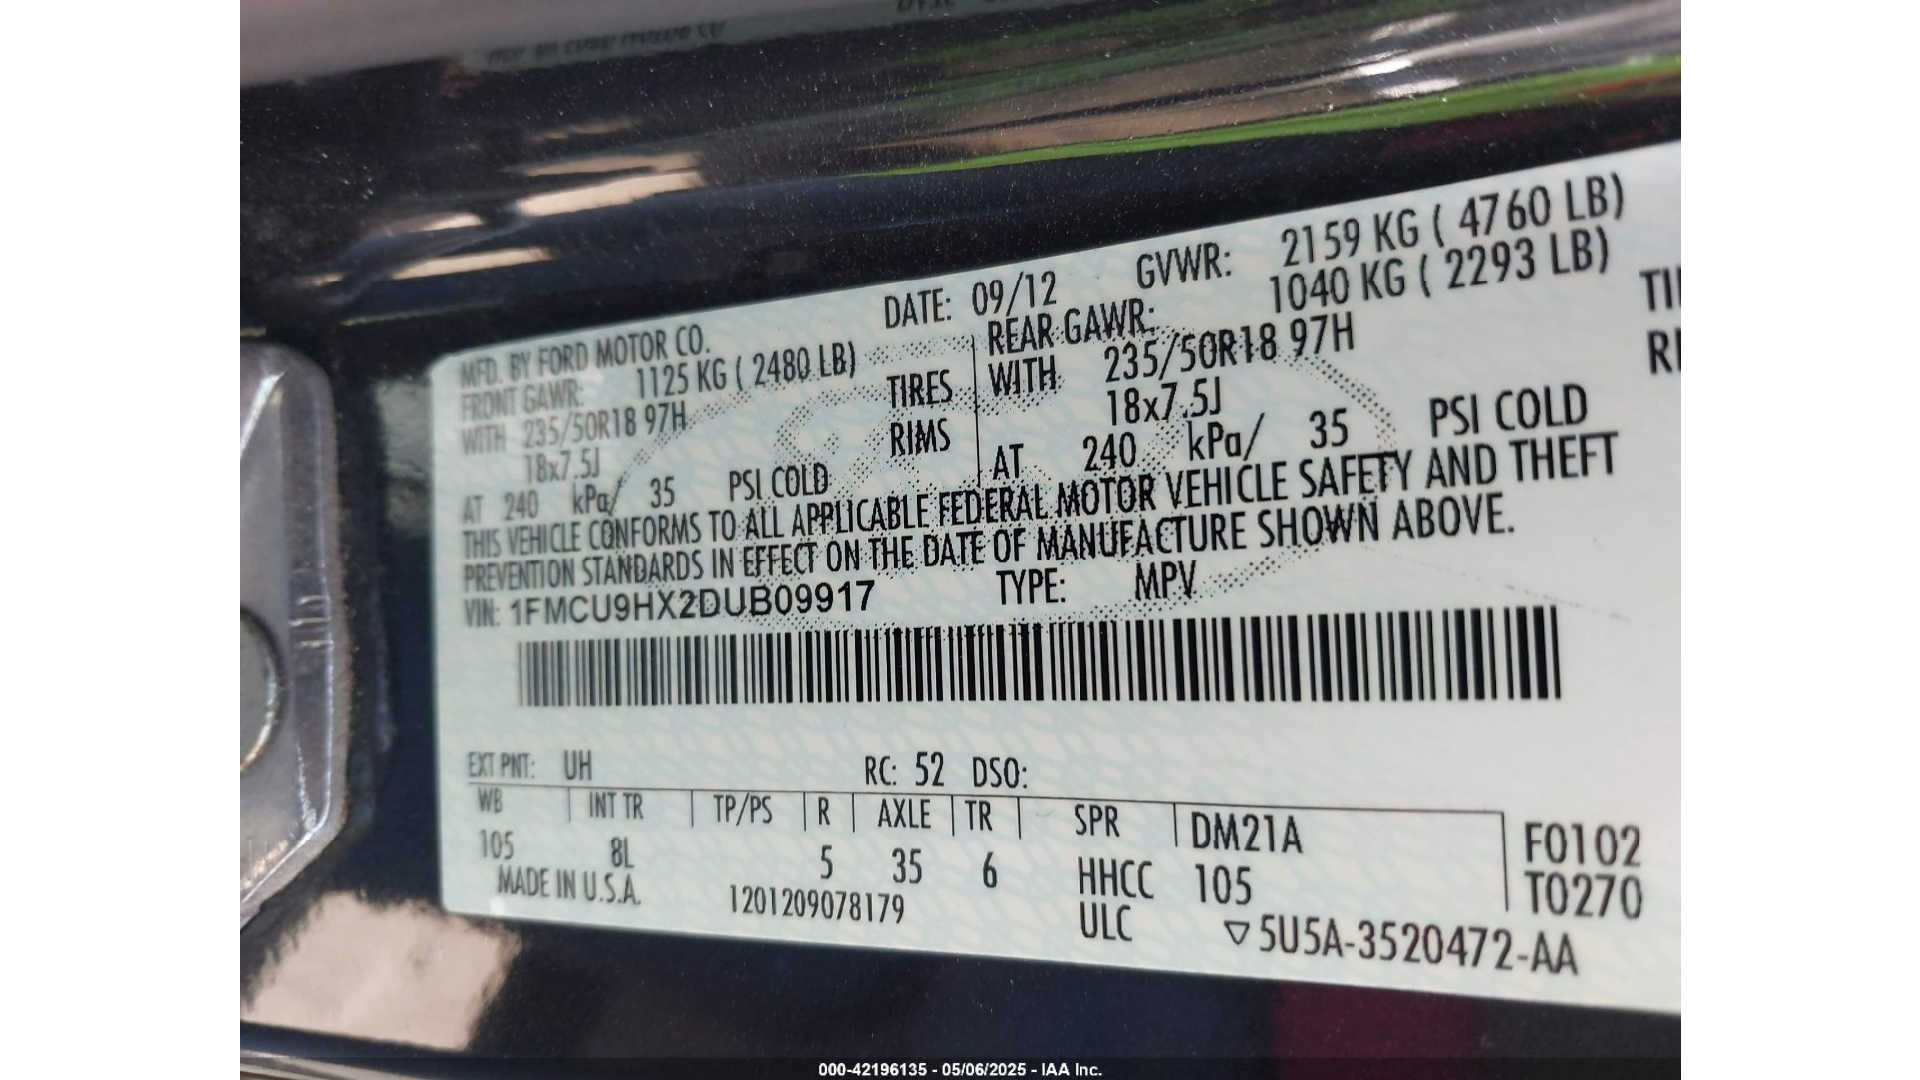 MFD. BY FORD MOTOR CO. DATE: 09/12 GVWR: 2159 KG ( 4760 LB)
FRONT GAWR: 1125 KG ( 2480 LB) REAR GAWR: 1040 KG ( 2293 LB)
WITH 235/50R18 97H TIRES WITH 235/50R18 97H TI
18x7.5J RIMS 18x7.5J RI
AT 240 kPa/ 35 PSI COLD AT 240 kPa/ 35 PSI COLD
THIS VEHICLE CONFORMS TO ALL APPLICABLE FEDERAL MOTOR VEHICLE SAFETY AND THEFT
PREVENTION STANDARDS IN EFFECT ON THE DATE OF MANUFACTURE SHOWN ABOVE.
VIN: 1FMCU9HX2DUB09917 TYPE: MPV
EXT PNT: UH RC: 52 DSO:
WB INT TR TP/PS R AXLE TR SPR DM21A F0102
105 8L 5 35 6 HHCC 105 T0270
MADE IN U.S.A. 1201209078179 ULC ▽5U5A-3520472-AA
000-42196135 - 05/06/2025 - IAA Inc.